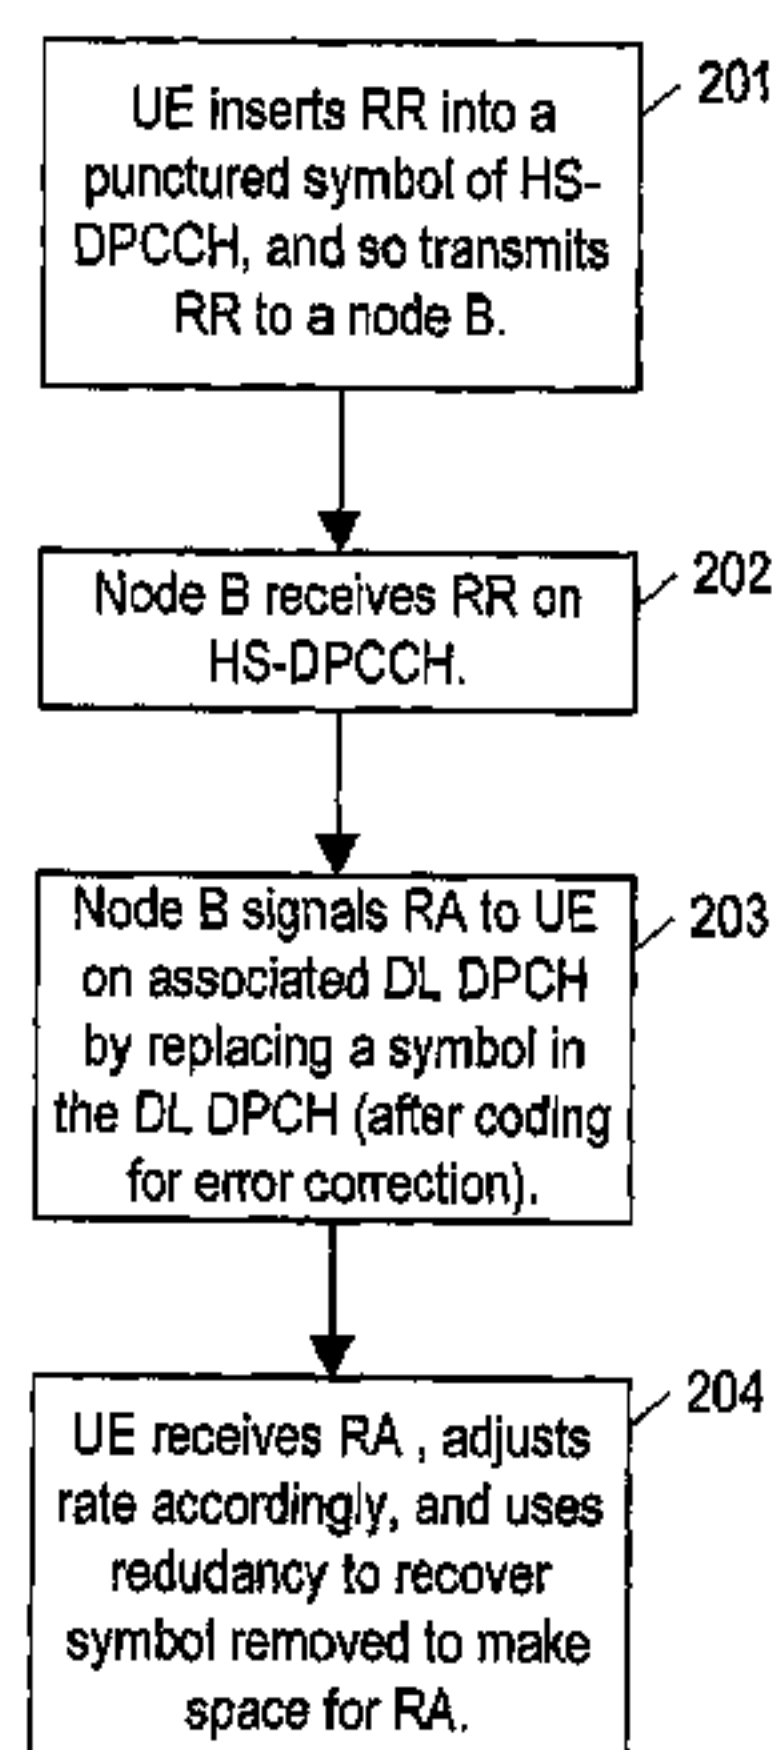 UE inserts RR into a
punctured symbol of HS-
DPCCH, and so transmits
RR to a node B.
201
Node B receives RR on
HS-DPCCH.
202
Node B signals RA to UE
on associated DL DPCH
by replacing a symbol in
the DL DPCH (after coding
for error correction).
203
UE receives RA , adjusts
rate accordingly, and uses
redudancy to recover
symbol removed to make
space for RA.
204